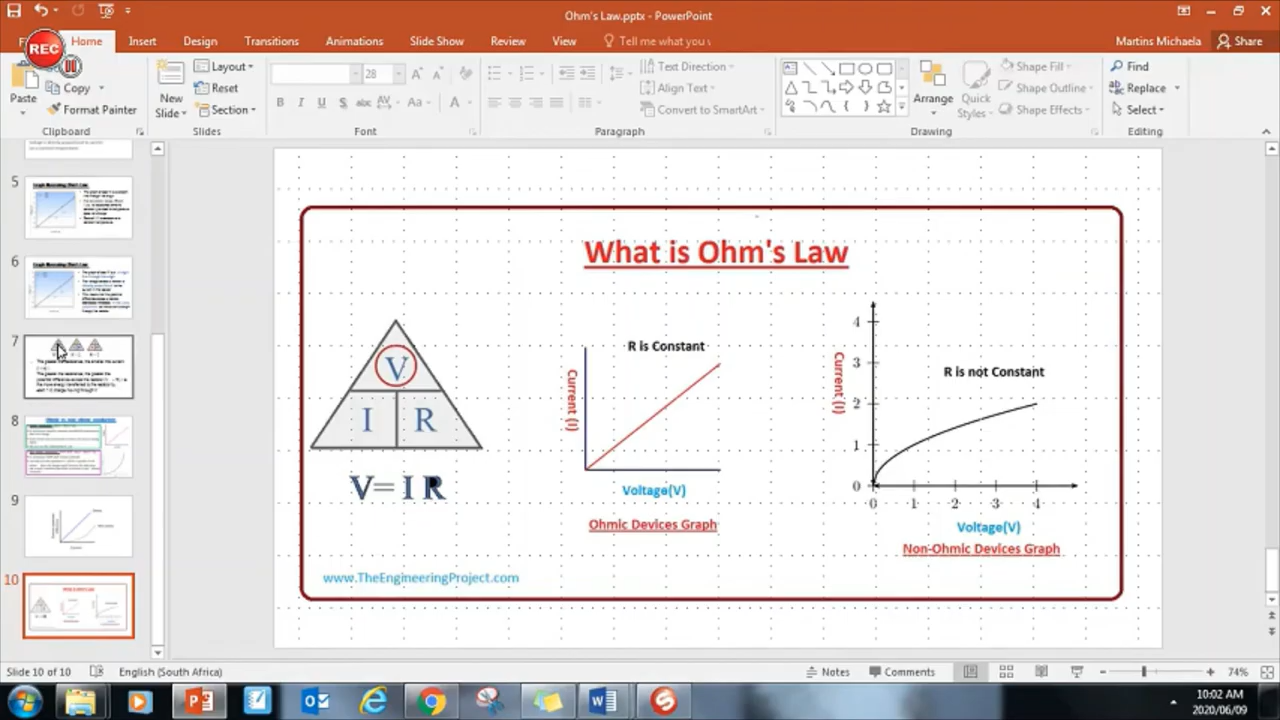 Ohm's Law.pptx - PowerPoint
REC
Home Insert Design Transitions Animations Slide Show Review View Tell me what you
Martins Michaela Share
Paste
Copy
Format Painter
Clipboard
New Slide
Layout
Reset
Section
Slides
28
B I U S abc AV Aa A
Font
Paragraph
Text Direction
Align Text
Convert to SmartArt
Arrange
Quick Styles
Shape Fill
Shape Outline
Shape Effects
Drawing
Find
Replace
Select
Editing
5
6
7
8
9
10
What is Ohm's Law
V
I R
V= I R
R is Constant
Current (I)
Voltage(V)
Ohmic Devices Graph
R is not Constant
Current (I)
4
3
2
1
0
0 1 2 3 4
Voltage(V)
Non-Ohmic Devices Graph
www.TheEngineeringProject.com
Slide 10 of 10 English (South Africa) Notes Comments 74%
10:02 AM
2020/06/09